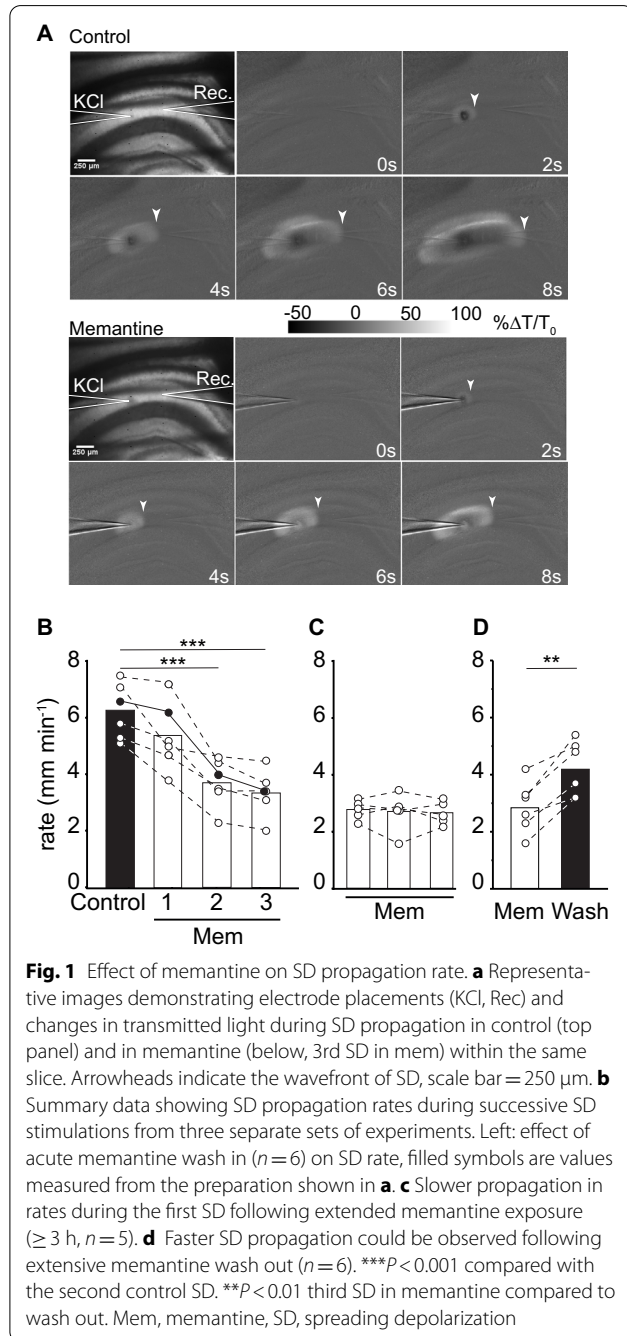 A
Control
KCl
Rec.
250 µm
0s
2s
4s
6s
8s
Memantine
-50 0 50 100
%ΔT/T0
KCl
Rec.
250 µm
0s
2s
4s
6s
8s
B
C
D
***
***
**
8
6
4
2
0
rate (mm min-1)
Control 1 2 3
Mem
8
6
4
2
0
Mem
8
6
4
2
0
Mem Wash
Fig. 1 Effect of memantine on SD propagation rate. a Representa-
tive images demonstrating electrode placements (KCl, Rec) and
changes in transmitted light during SD propagation in control (top
panel) and in memantine (below, 3rd SD in mem) within the same
slice. Arrowheads indicate the wavefront of SD, scale bar = 250 µm. b
Summary data showing SD propagation rates during successive SD
stimulations from three separate sets of experiments. Left: effect of
acute memantine wash in (n = 6) on SD rate, filled symbols are values
measured from the preparation shown in a. c Slower propagation in
rates during the first SD following extended memantine exposure
(≥ 3 h, n = 5). d Faster SD propagation could be observed following
extensive memantine wash out (n = 6). ***P < 0.001 compared with
the second control SD. **P < 0.01 third SD in memantine compared to
wash out. Mem, memantine, SD, spreading depolarization